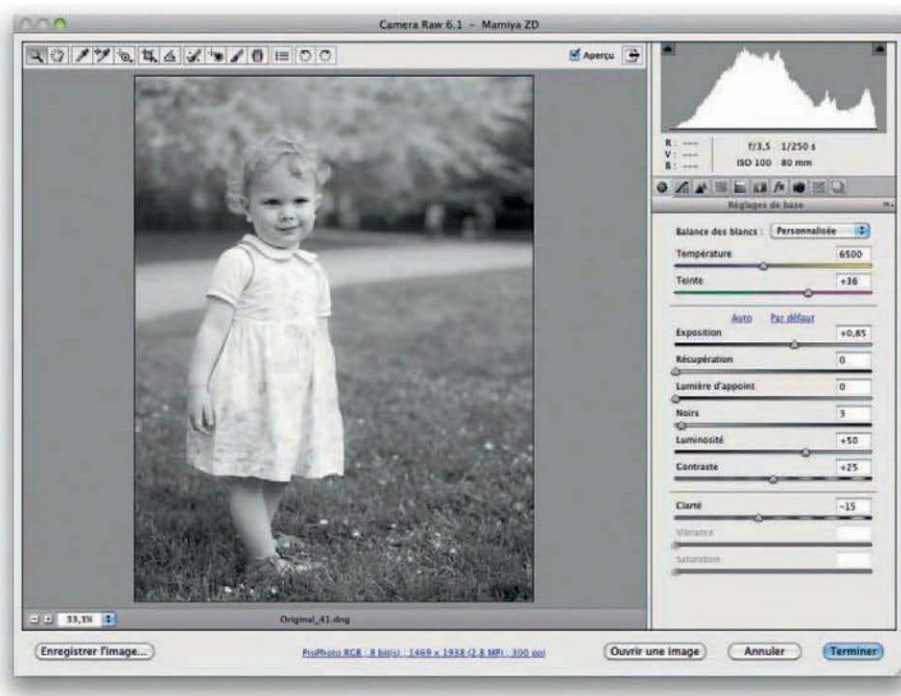 Camera Raw 6.1 – Mamiya ZD
Aperçu
R : ---
V : ---
B : ---
f/3,5 1/250 s
ISO 100 80 mm
Réglages de base
Balance des blancs : Personnalisée
Température 6500
Teinte +36
Auto Par défaut
Exposition +0,85
Récupération 0
Lumière d'appoint 0
Noirs 3
Luminosité +50
Contraste +25
Clarté -15
Vibrance
Saturation
33,3%
Original_41.dng
Enregistrer l'image...
ProPhoto RGB ; 8 bit(s) ; 1469 x 1938 (2,8 MP) ; 300 ppi
Ouvrir une image
Annuler
Terminer